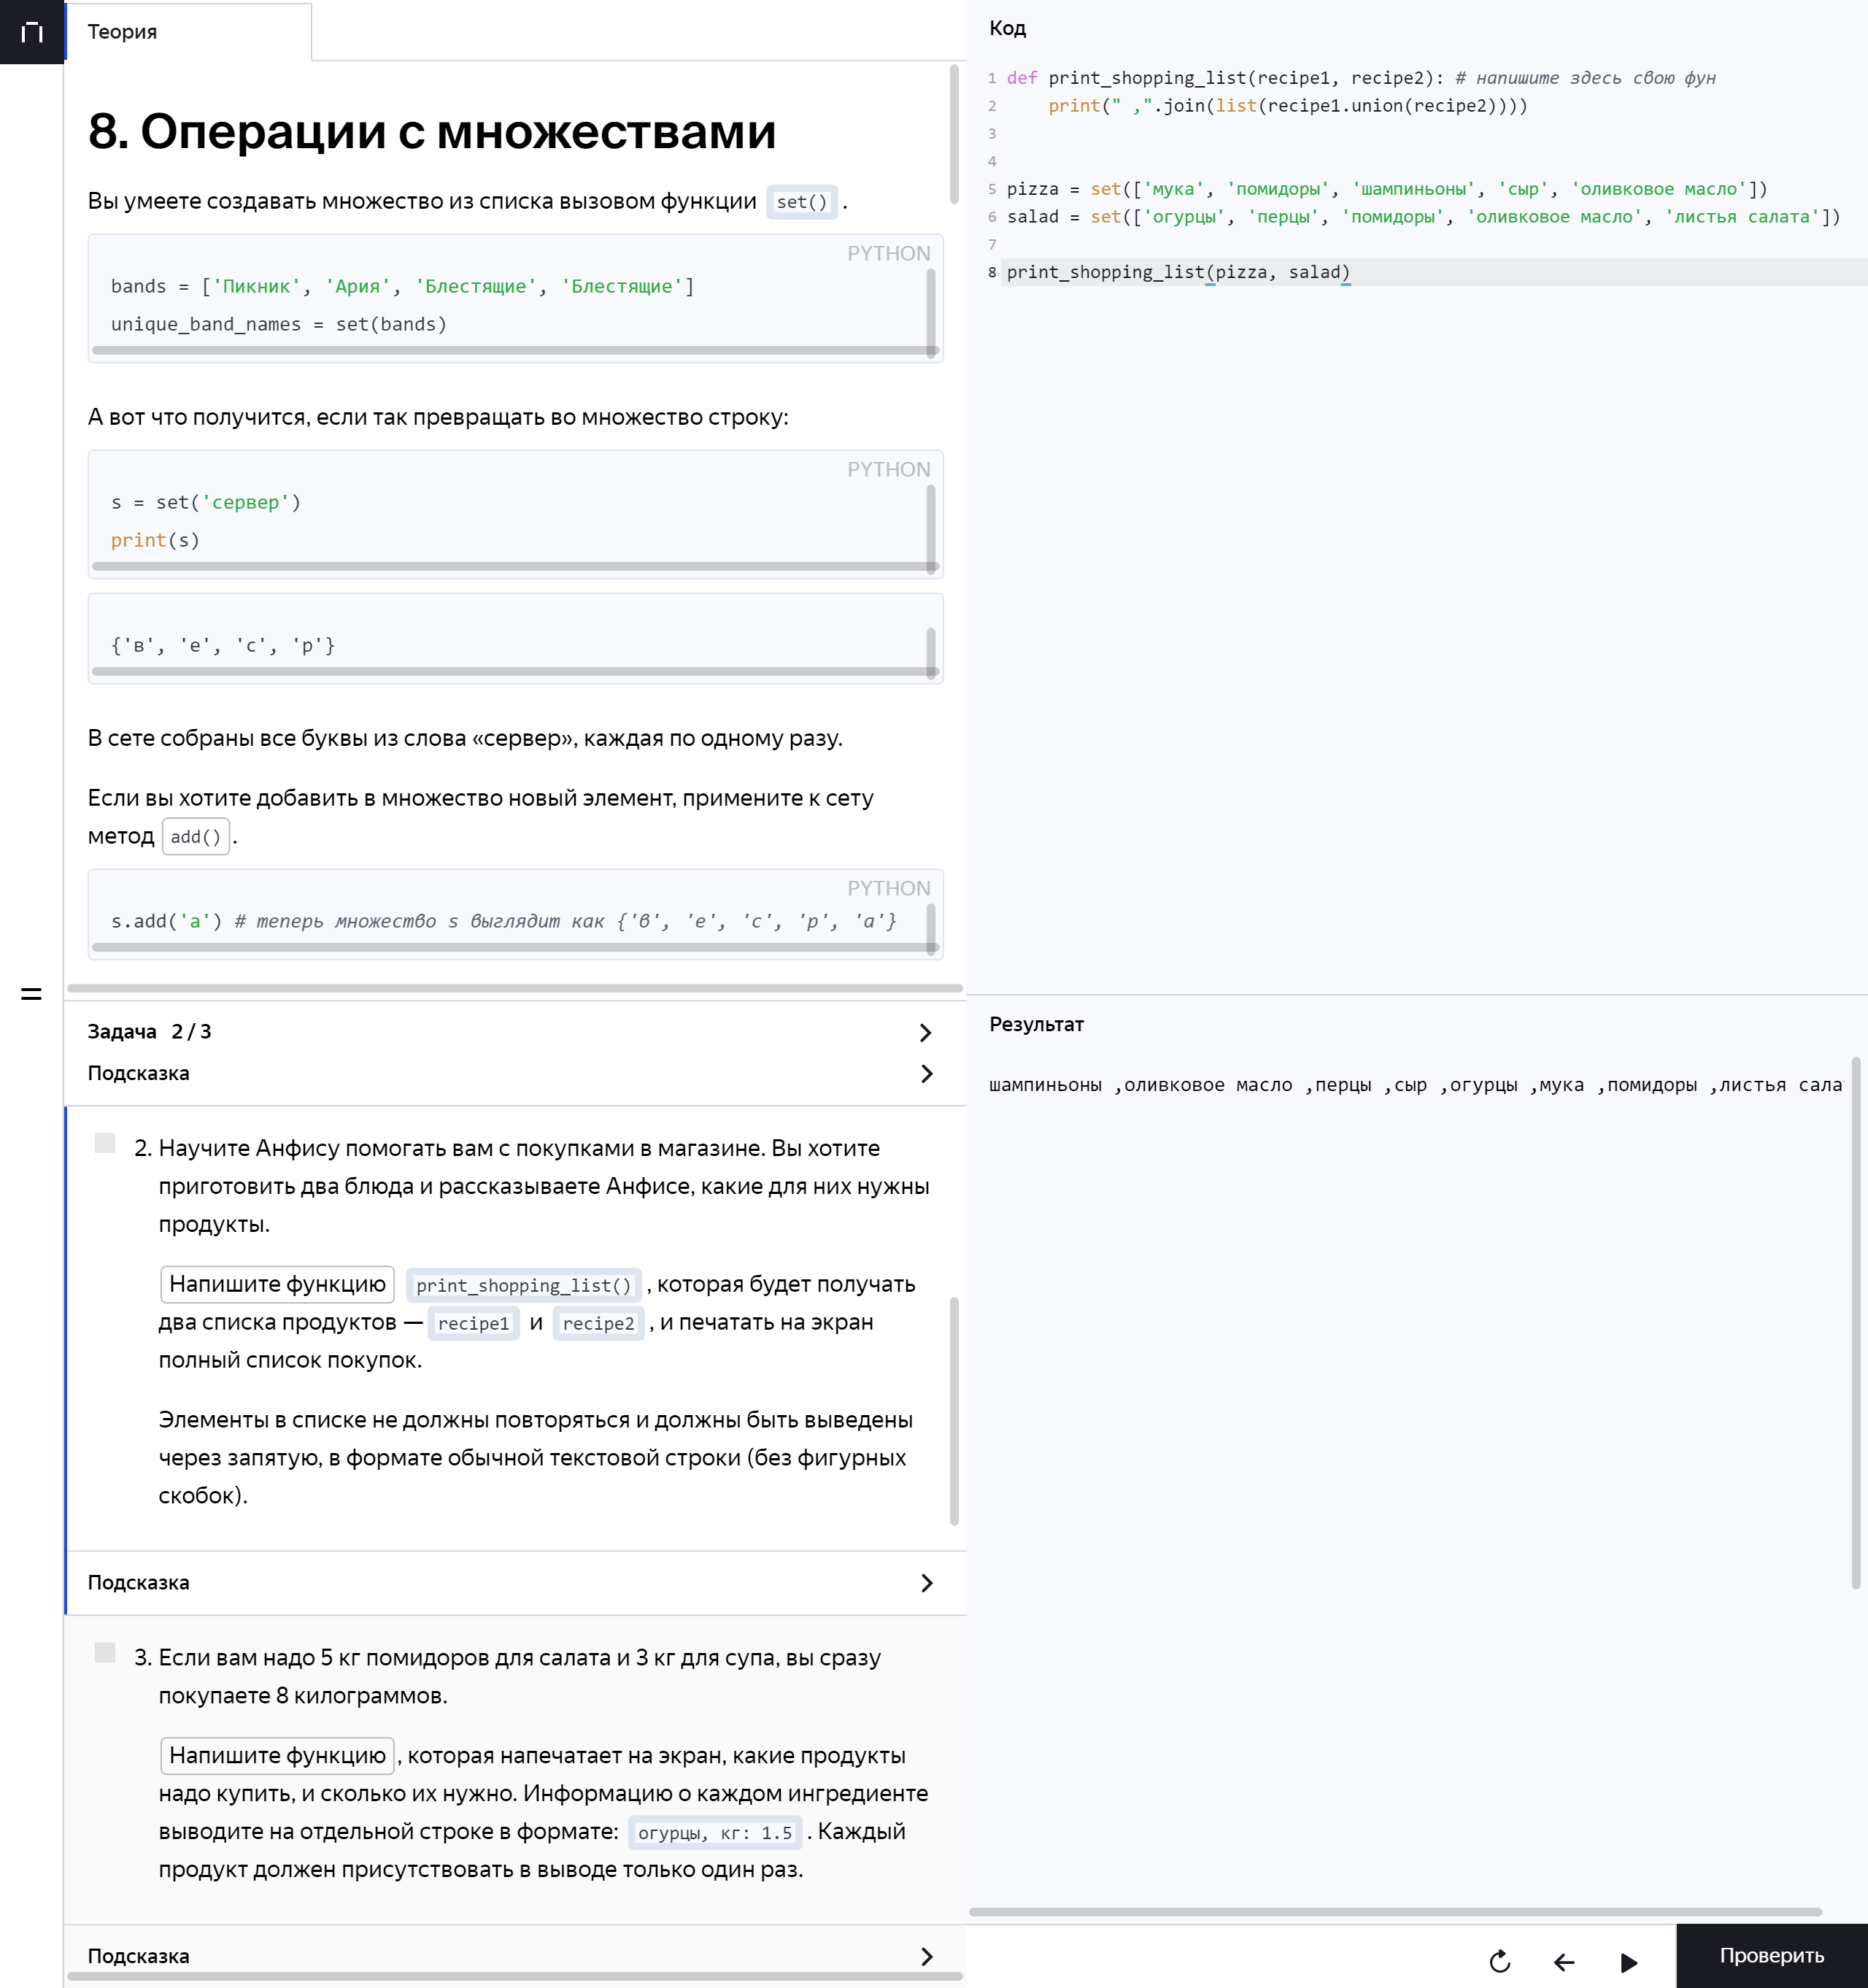 Теория
8. Операции с множествами
Вы умеете создавать множество из списка вызовом функции set() .
PYTHON
bands = ['Пикник', 'Ария', 'Блестящие', 'Блестящие']
unique_band_names = set(bands)
А вот что получится, если так превращать во множество строку:
PYTHON
s = set('сервер')
print(s)
{'в', 'е', 'с', 'р'}
В сете собраны все буквы из слова «сервер», каждая по одному разу.
Если вы хотите добавить в множество новый элемент, примените к сету
метод add() .
PYTHON
s.add('а') # теперь множество s выглядит как {'в', 'е', 'с', 'р', 'а'}
Задача 2 / 3
Подсказка
2. Научите Анфису помогать вам с покупками в магазине. Вы хотите
приготовить два блюда и рассказываете Анфисе, какие для них нужны
продукты.
Напишите функцию print_shopping_list() , которая будет получать
два списка продуктов — recipe1 и recipe2 , и печатать на экран
полный список покупок.
Элементы в списке не должны повторяться и должны быть выведены
через запятую, в формате обычной текстовой строки (без фигурных
скобок).
Подсказка
3. Если вам надо 5 кг помидоров для салата и 3 кг для супа, вы сразу
покупаете 8 килограммов.
Напишите функцию , которая напечатает на экран, какие продукты
надо купить, и сколько их нужно. Информацию о каждом ингредиенте
выводите на отдельной строке в формате: огурцы, кг: 1.5 . Каждый
продукт должен присутствовать в выводе только один раз.
Подсказка
Код
1 def print_shopping_list(recipe1, recipe2): # напишите здесь свою фун
2     print(" ,".join(list(recipe1.union(recipe2))))
3
4
5 pizza = set(['мука', 'помидоры', 'шампиньоны', 'сыр', 'оливковое масло'])
6 salad = set(['огурцы', 'перцы', 'помидоры', 'оливковое масло', 'листья салата'])
7
8 print_shopping_list(pizza, salad)
Результат
шампиньоны ,оливковое масло ,перцы ,сыр ,огурцы ,мука ,помидоры ,листья сала
Проверить